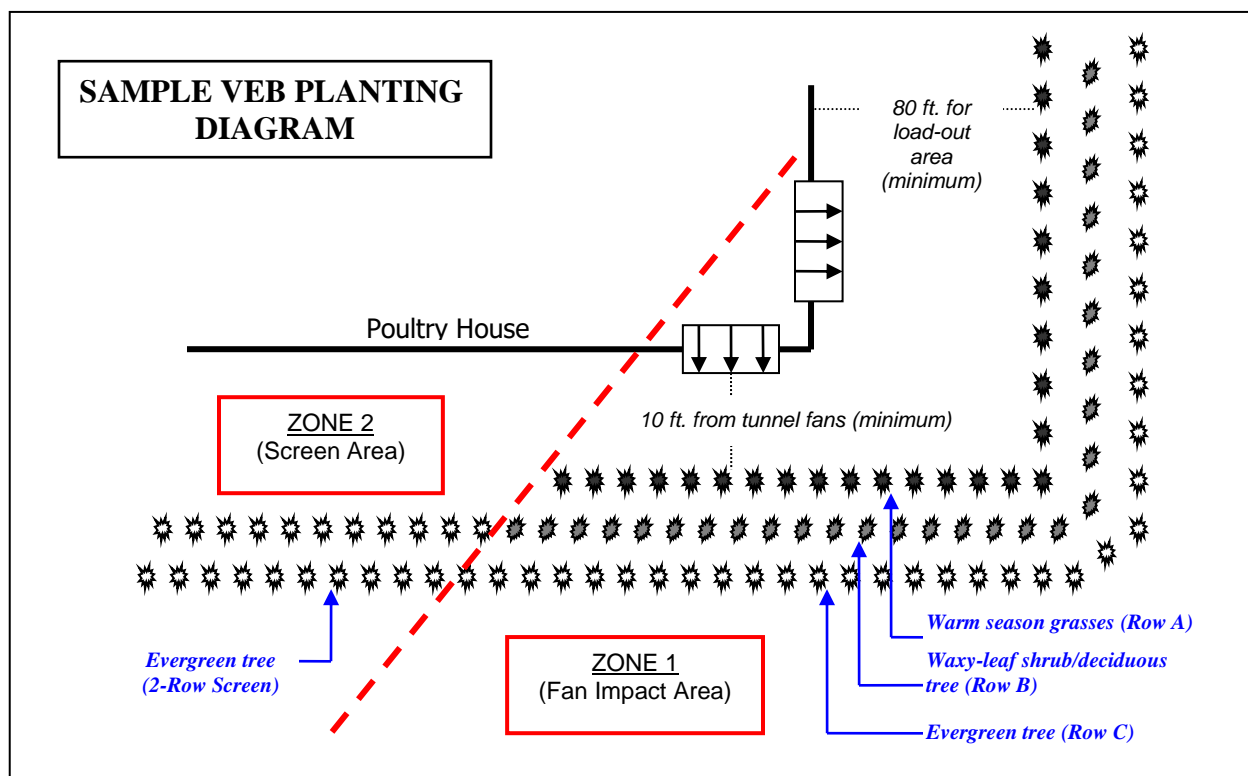 SAMPLE VEB PLANTING
DIAGRAM
80 ft. for
load-out
area
(minimum)
Poultry House
ZONE 2
(Screen Area)
10 ft. from tunnel fans (minimum)
Evergreen tree
(2-Row Screen)
ZONE 1
(Fan Impact Area)
Warm season grasses (Row A)
Waxy-leaf shrub/deciduous
tree (Row B)
Evergreen tree (Row C)